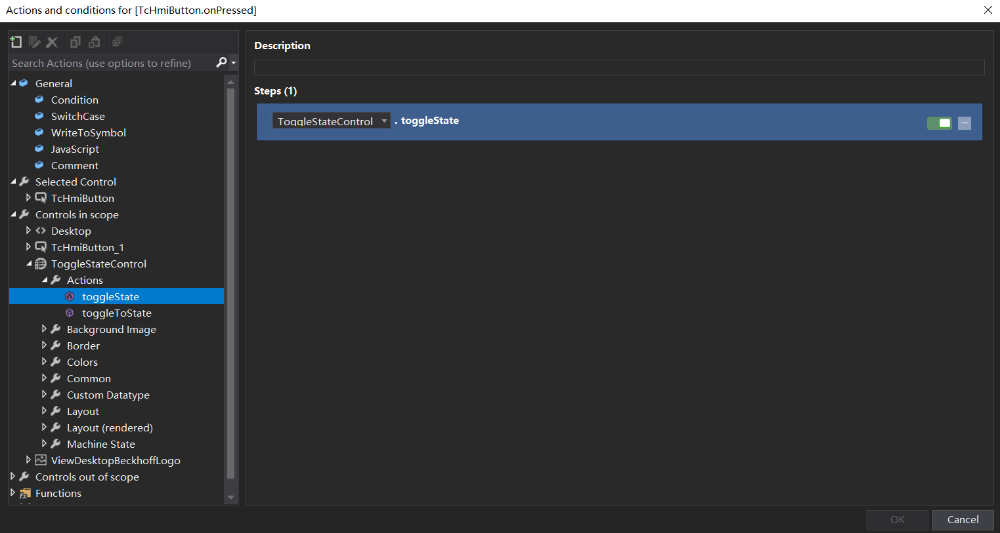 Actions and conditions for [TcHmiButton.onPressed]
Search Actions (use options to refine)
General
Condition
SwitchCase
WriteToSymbol
JavaScript
Comment
Selected Control
TcHmiButton
Controls in scope
Desktop
TcHmiButton_1
ToggleStateControl
Actions
toggleState
toggleToState
Background Image
Border
Colors
Common
Custom Datatype
Layout
Layout (rendered)
Machine State
ViewDesktopBeckhoffLogo
Controls out of scope
Functions
Description
Steps (1)
ToggleStateControl . toggleState
OK
Cancel